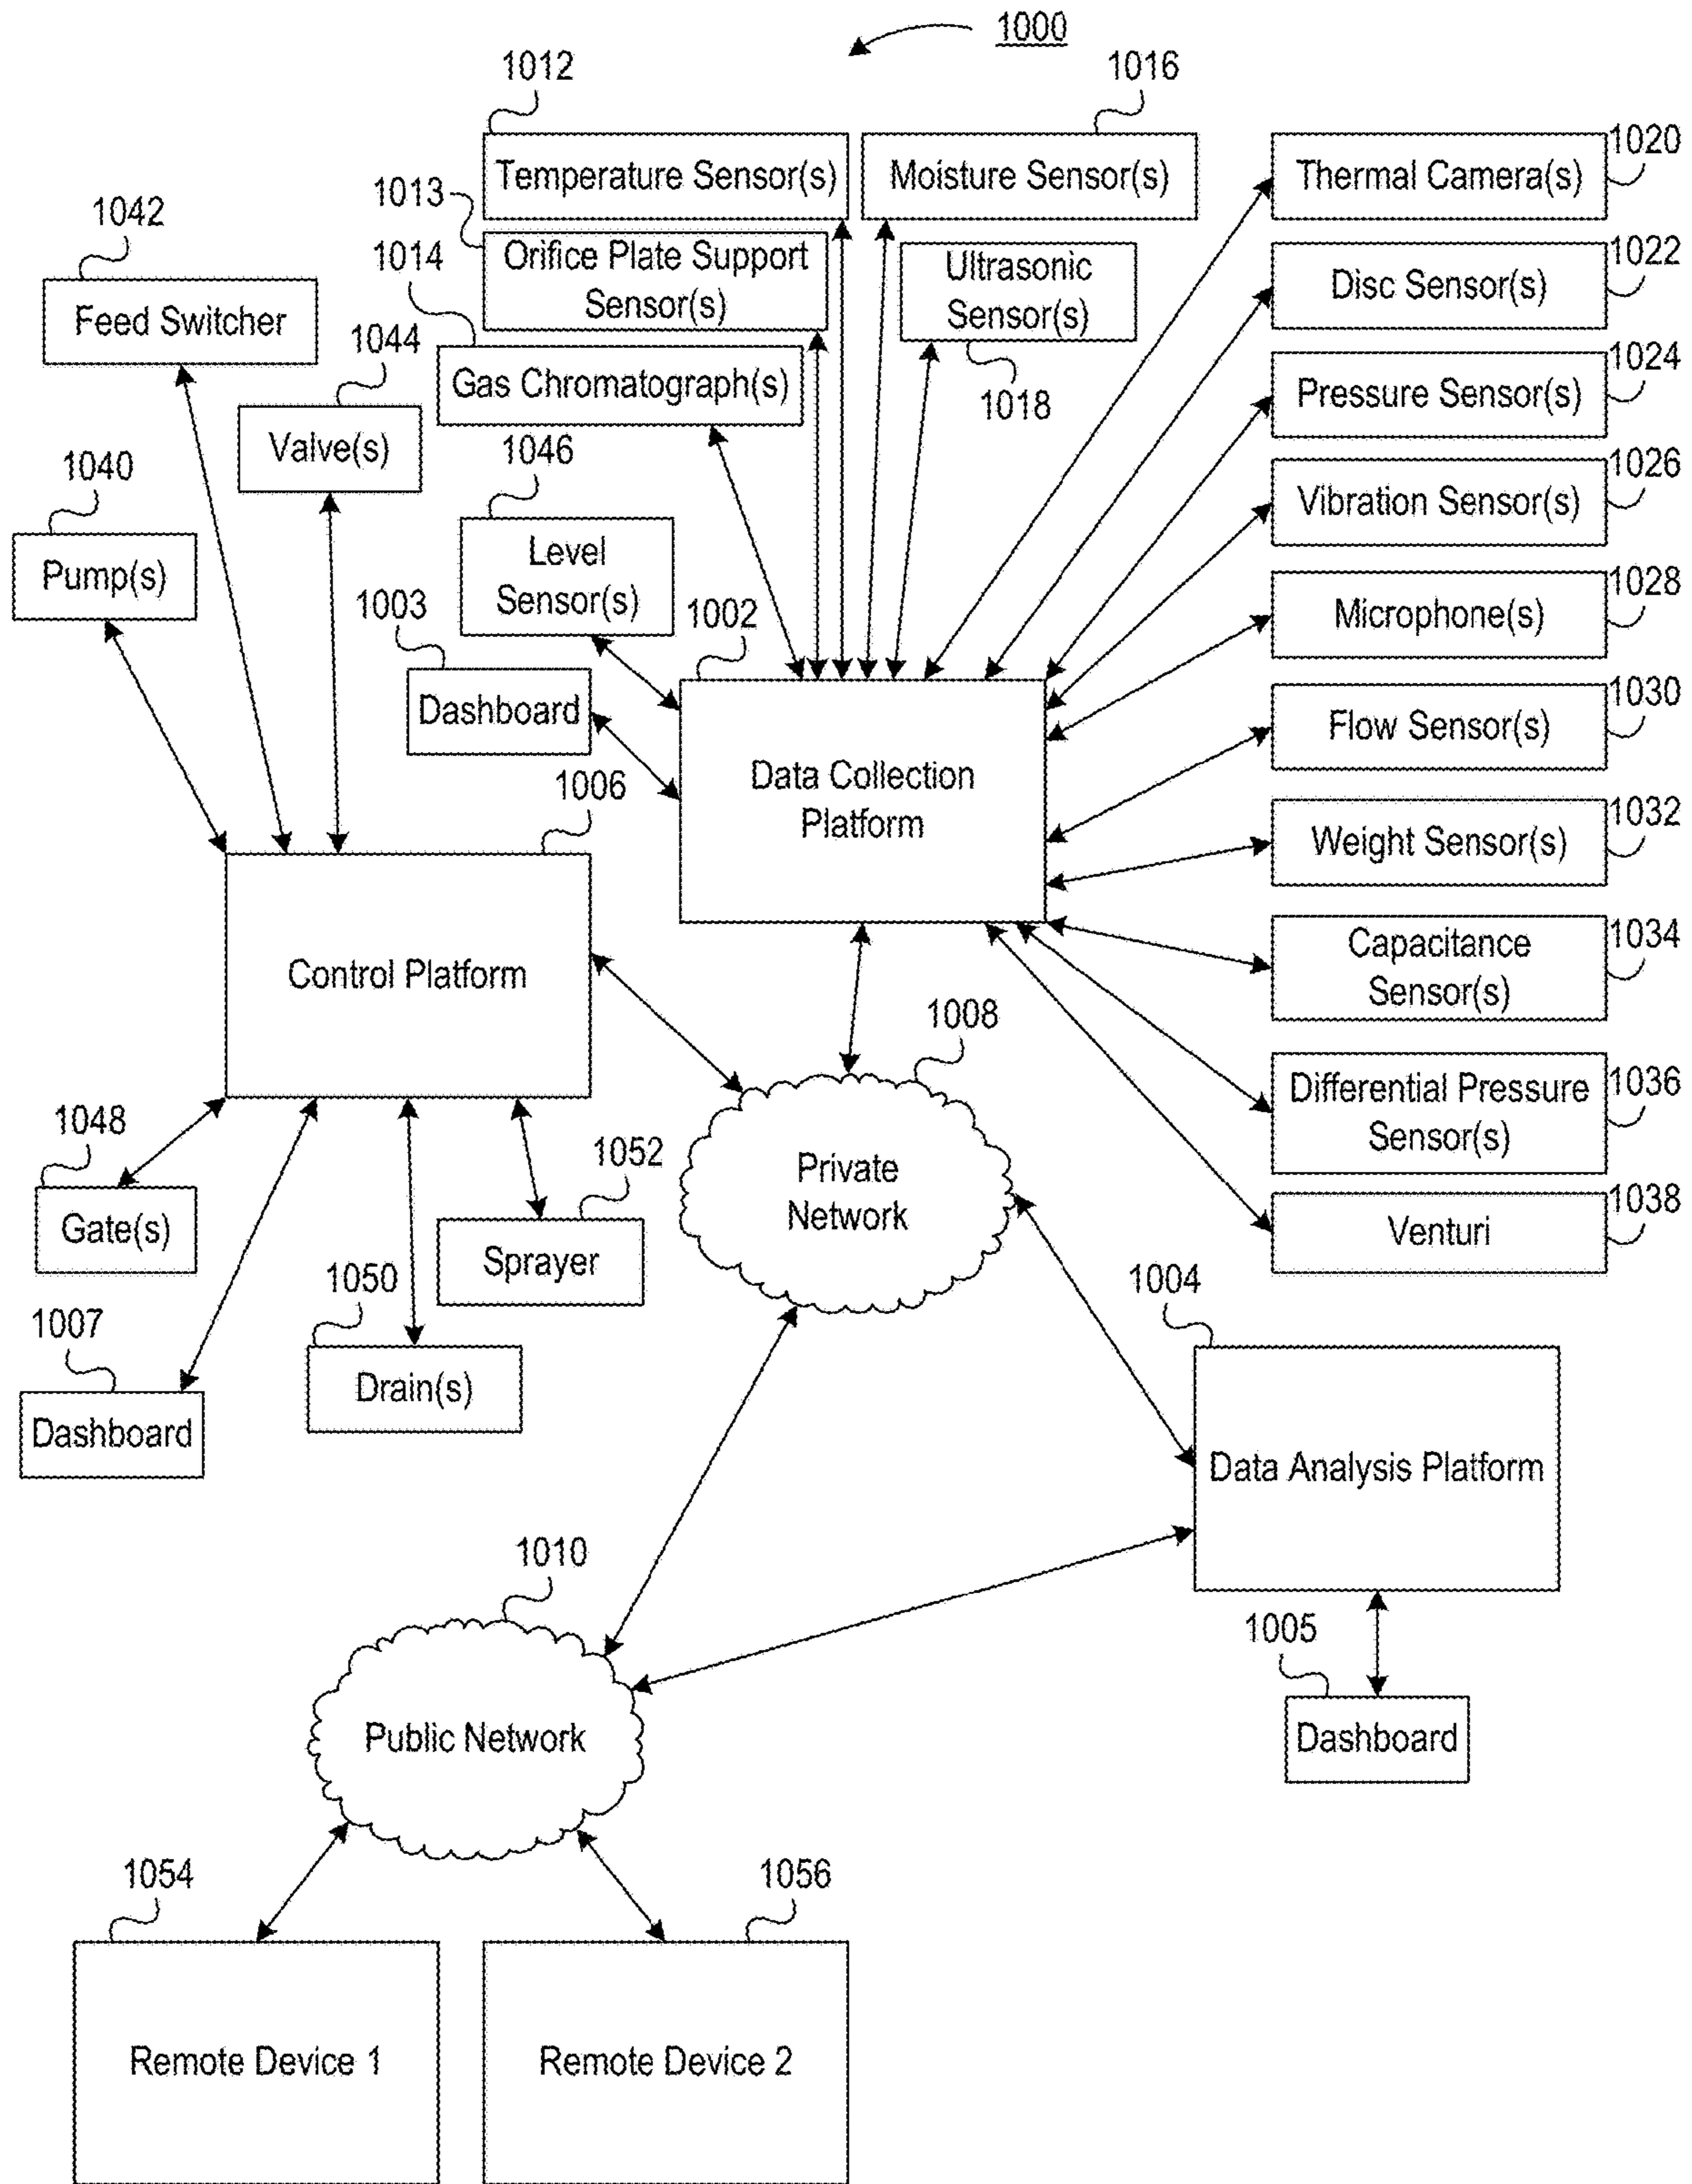 1000
1012
1016
Temperature Sensor(s)
Moisture Sensor(s)
Thermal Camera(s)
1020
1013
1042
1014
Orifice Plate Support
Sensor(s)
Ultrasonic
Sensor(s)
Disc Sensor(s)
1022
Feed Switcher
1044
Gas Chromatograph(s)
1018
Pressure Sensor(s)
1024
Valve(s)
1046
1040
Vibration Sensor(s)
1026
Pump(s)
Level
Sensor(s)
1003
1002
Microphone(s)
1028
Dashboard
Flow Sensor(s)
1030
1006
Data Collection
Platform
Weight Sensor(s)
1032
Control Platform
Capacitance
Sensor(s)
1034
1008
Differential Pressure
Sensor(s)
1036
1048
1052
Private
Network
Gate(s)
Sprayer
Venturi
1038
1050
1004
1007
Drain(s)
Dashboard
Data Analysis Platform
1010
1005
Public Network
Dashboard
1054
1056
Remote Device 1
Remote Device 2